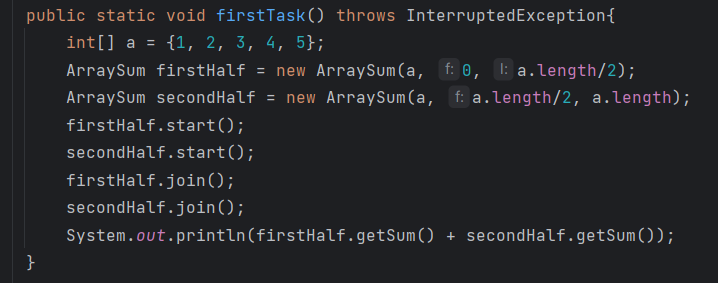 public static void firstTask() throws InterruptedException{
int[] a = {1, 2, 3, 4, 5};
ArraySum firstHalf = new ArraySum(a, f: 0, l: a.length/2);
ArraySum secondHalf = new ArraySum(a, f: a.length/2, a.length);
firstHalf.start();
secondHalf.start();
firstHalf.join();
secondHalf.join();
System.out.println(firstHalf.getSum() + secondHalf.getSum());
}